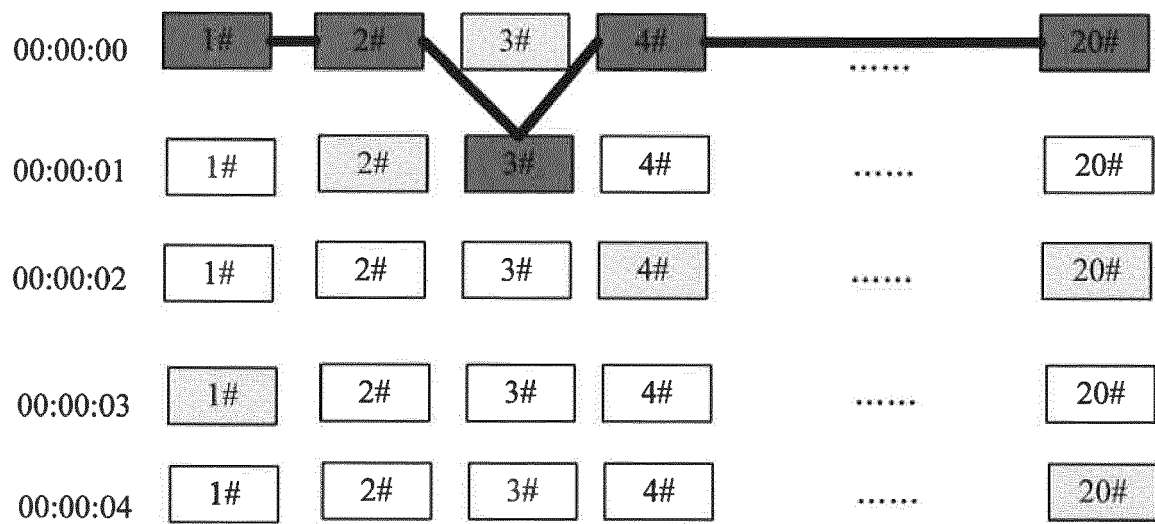 00:00:00 1# 2# 3# 4# ...... 20#
00:00:01 1# 2# 3# 4# ...... 20#
00:00:02 1# 2# 3# 4# ...... 20#
00:00:03 1# 2# 3# 4# ...... 20#
00:00:04 1# 2# 3# 4# ...... 20#